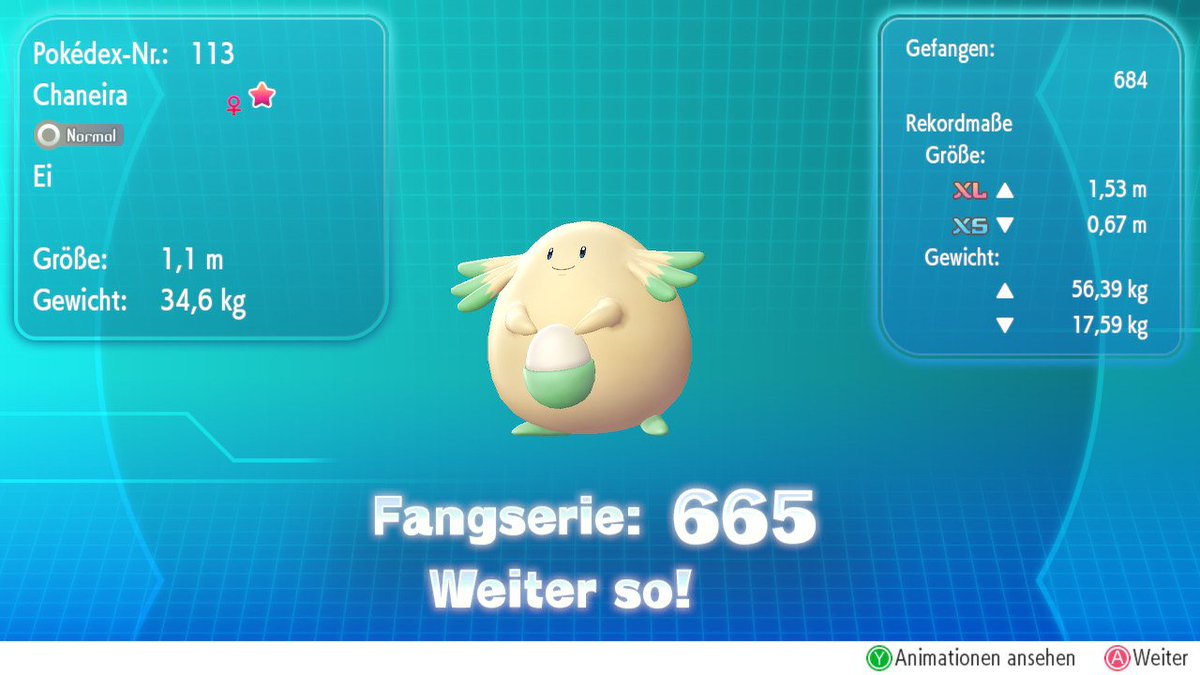 Pokédex-Nr.: 113
Chaneira ♀
Normal
Ei
Größe: 1,1 m
Gewicht: 34,6 kg
Gefangen:
684
Rekordmaße
Größe:
XL ▲ 1,53 m
XS ▼ 0,67 m
Gewicht:
▲ 56,39 kg
▼ 17,59 kg
Fangserie: 665
Weiter so!
Y Animationen ansehen A Weiter